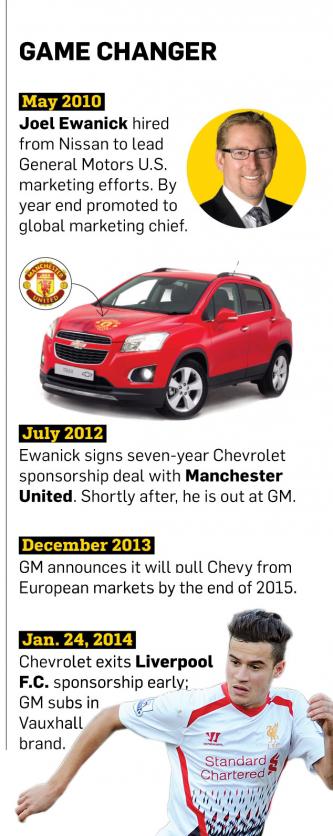 GAME CHANGER
May 2010
Joel Ewanick hired
from Nissan to lead
General Motors U.S.
marketing efforts. By
year end promoted to
global marketing chief.
MANCHESTER
UNITED
July 2012
Ewanick signs seven-year Chevrolet
sponsorship deal with Manchester
United. Shortly after, he is out at GM.
December 2013
GM announces it will pull Chevy from
European markets by the end of 2015.
Jan. 24, 2014
Chevrolet exits Liverpool
F.C. sponsorship early;
GM subs in
Vauxhall
brand.
Standard
Chartered